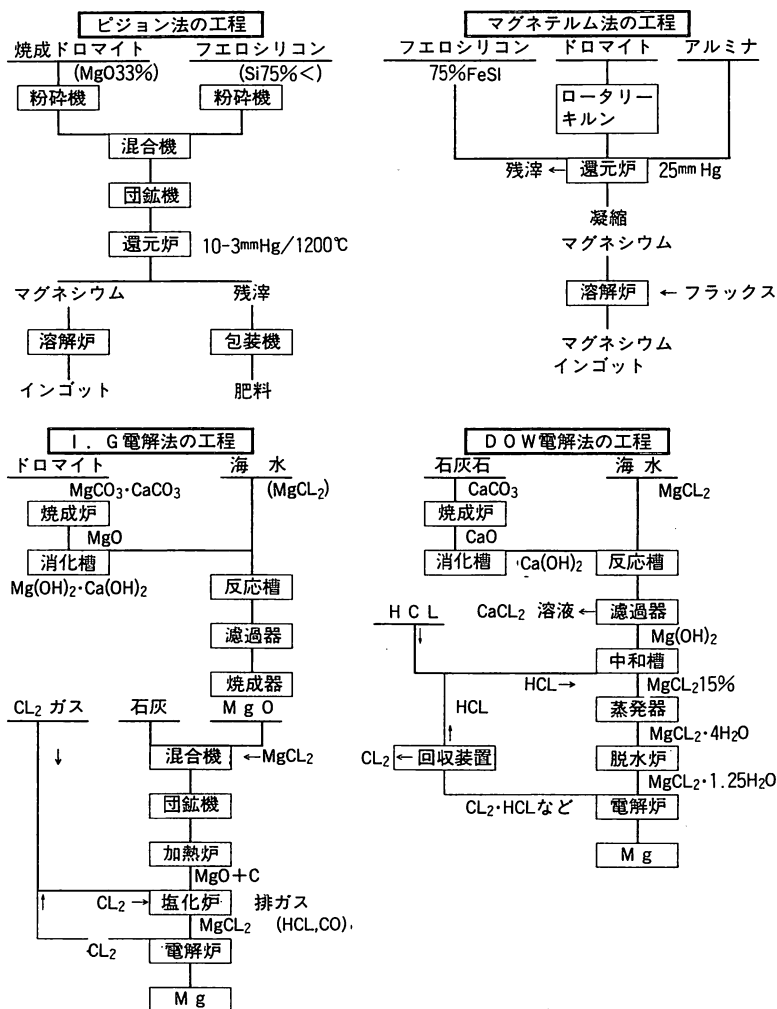 ピジョン法の工程
焼成ドロマイト フエロシリコン
(MgO33%) (Si75%<)
粉砕機 粉砕機
混合機
団鉱機
還元炉 10-3mmHg/1200℃
マグネシウム 残滓
溶解炉 包装機
インゴット 肥料
マグネテルム法の工程
フエロシリコン ドロマイト アルミナ
75%FeSI
ロータリー
キルン
残滓 ← 還元炉 25mmHg
凝縮
マグネシウム
溶解炉 ← フラックス
マグネシウム
インゴット
I.G電解法の工程
ドロマイト 海水
MgCO₃・CaCO₃ (MgCL₂)
焼成炉
MgO
消化槽
Mg(OH)₂・Ca(OH)₂ 反応槽
濾過器
焼成器
CL₂ガス 石灰 MgO
↓ 混合機 ←MgCL₂
団鉱機
加熱炉
MgO+C
↑ CL₂→ 塩化炉 排ガス
MgCL₂ (HCL,CO)
CL₂ 電解炉
Mg
DOW電解法の工程
石灰石 海水
CaCO₃ MgCL₂
焼成炉
CaO
消化槽 Ca(OH)₂ 反応槽
HCL CaCL₂ 溶液← 濾過器
↓ Mg(OH)₂
中和槽
HCL→ MgCL₂15%
HCL 蒸発器
↑ MgCL₂・4H₂O
CL₂← 回収装置 脱水炉
MgCL₂・1.25H₂O
CL₂・HCLなど 電解炉
Mg